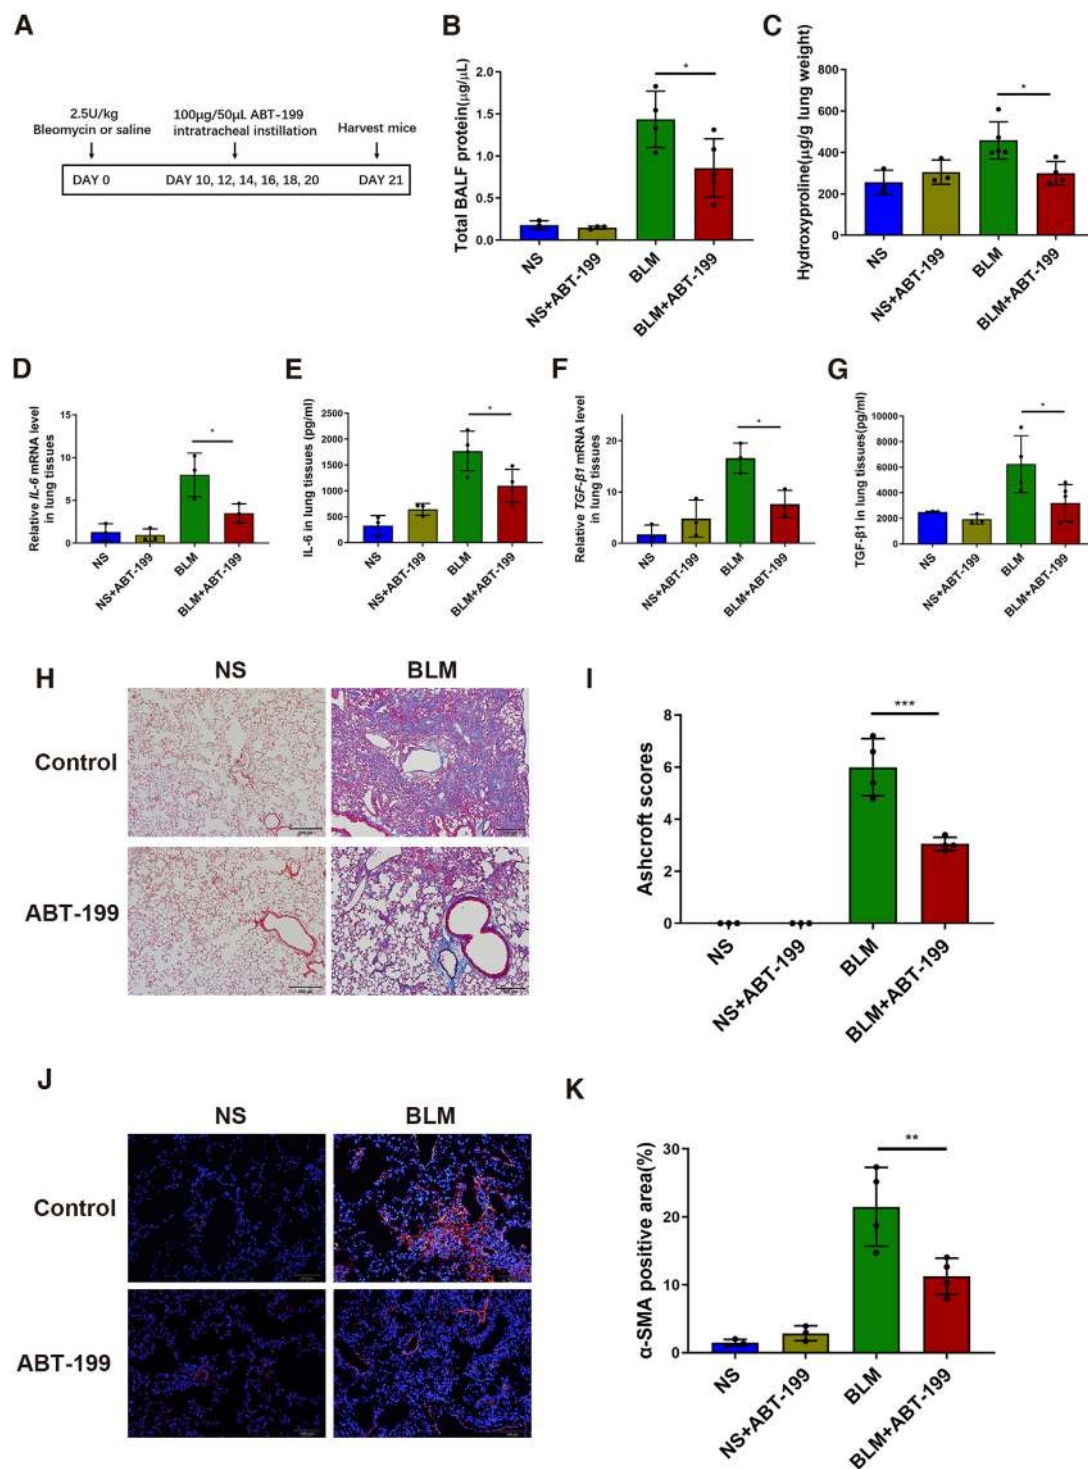 A
2.5U/kg
Bleomycin or saline
100μg/50μL ABT-199
intratracheal instillation
Harvest mice
DAY 0
DAY 10, 12, 14, 16, 18, 20
DAY 21
B
Total BALF protein(μg/μL)
2.0
1.5
1.0
0.5
0.0
*
NS
NS+ABT-199
BLM
BLM+ABT-199
C
Hydroxyproline(μg/g lung weight)
800
600
400
200
0
*
NS
NS+ABT-199
BLM
BLM+ABT-199
D
Relative IL-6 mRNA level
in lung tissues
15
10
5
0
*
NS
NS+ABT-199
BLM
BLM+ABT-199
E
IL-6 in lung tissues (pg/ml)
2500
2000
1500
1000
500
0
*
NS
NS+ABT-199
BLM
BLM+ABT-199
F
Relative TGF-β1 mRNA level
in lung tissues
20
10
0
*
NS
NS+ABT-199
BLM
BLM+ABT-199
G
TGF-β1 in lung tissues(pg/ml)
10000
8000
6000
4000
2000
0
*
NS
NS+ABT-199
BLM
BLM+ABT-199
H
NS
BLM
Control
ABT-199
I
Ashcroft scores
8
6
4
2
0
***
NS
NS+ABT-199
BLM
BLM+ABT-199
J
NS
BLM
Control
ABT-199
K
α-SMA positive area(%)
30
20
10
0
**
NS
NS+ABT-199
BLM
BLM+ABT-199